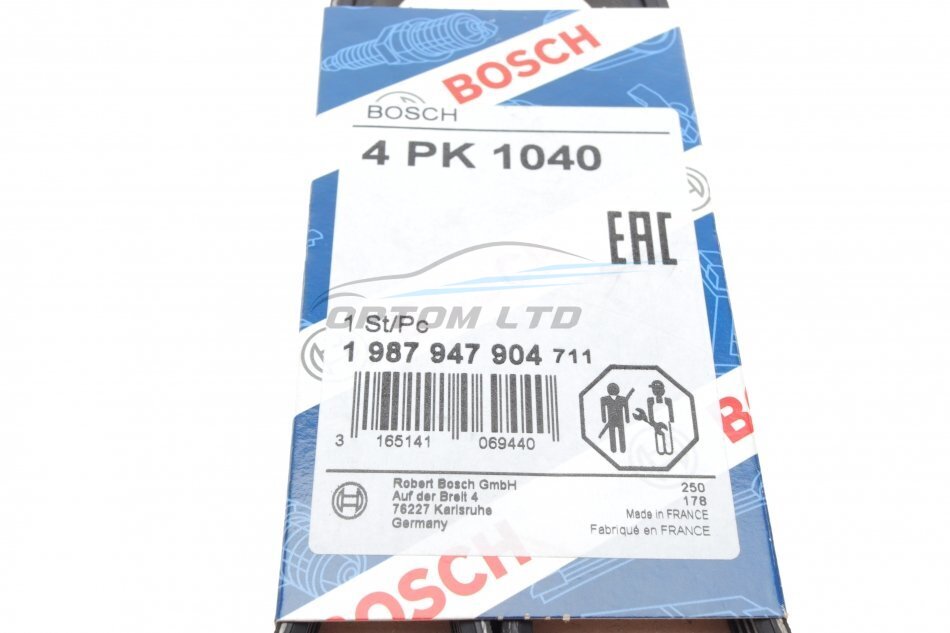 BOSCH
BOSCH
4 PK 1040
EAC
ORTOM LTD
1 St/Pc
1 987 947 904 711
3 165141 069440
Robert Bosch GmbH
Auf der Breit 4
76227 Karlsruhe
Germany
250
178
Made in FRANCE
Fabriqué en FRANCE
BOSCH
BOSCH